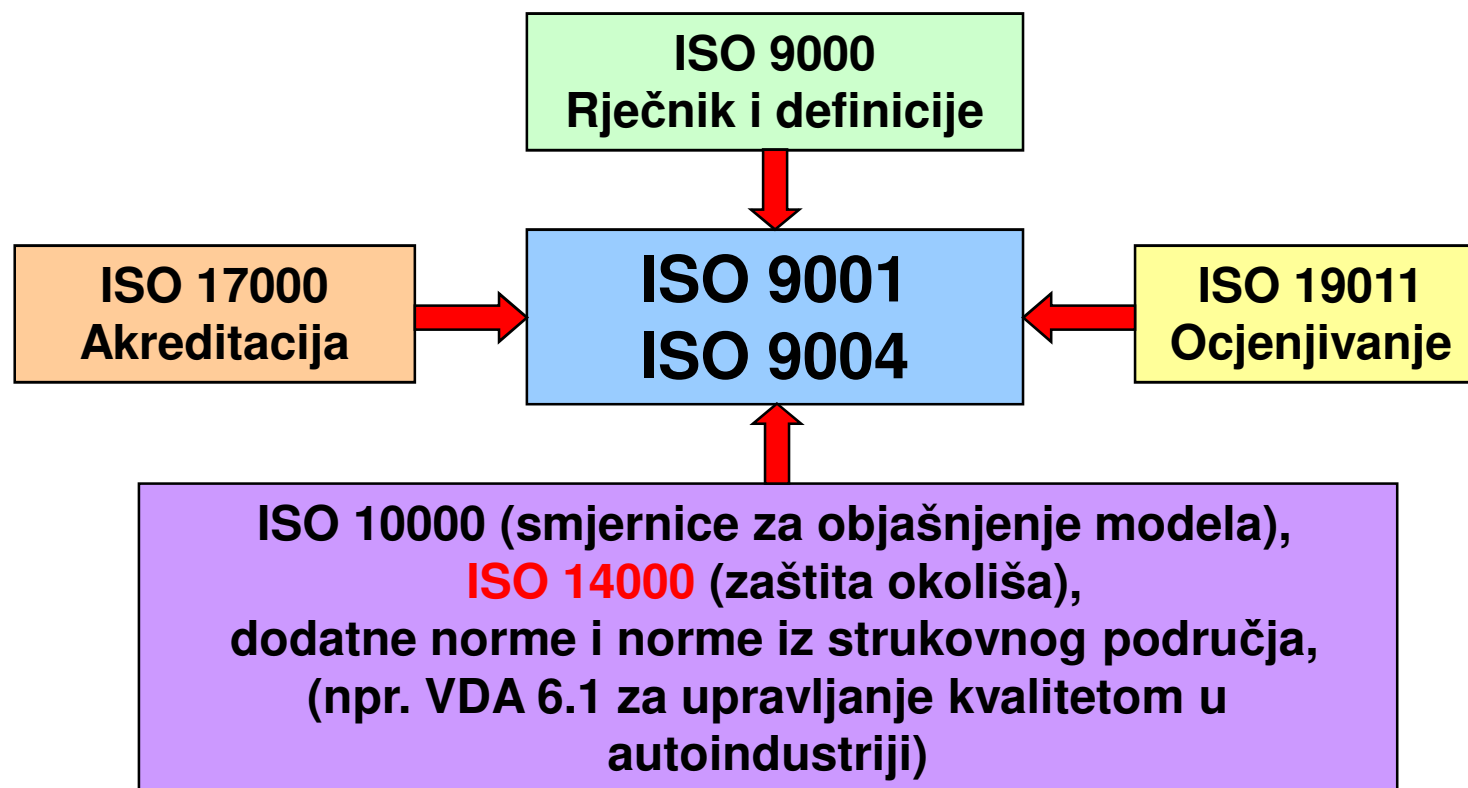 ISO 9000
Rječnik i definicije
ISO 17000
Akreditacija
ISO 9001
ISO 9004
ISO 19011
Ocjenjivanje
ISO 10000 (smjernice za objašnjenje modela),
ISO 14000 (zaštita okoliša),
dodatne norme i norme iz strukovnog područja,
(npr. VDA 6.1 za upravljanje kvalitetom u
autoindustriji)